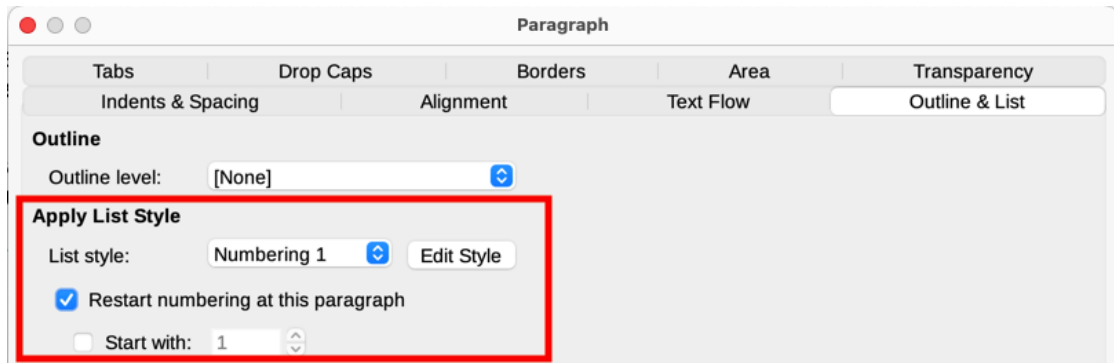 Paragraph
Tabs Drop Caps Borders Area Transparency
Indents & Spacing Alignment Text Flow Outline & List
Outline
Outline level: [None]
Apply List Style
List style: Numbering 1 Edit Style
Restart numbering at this paragraph
Start with: 1